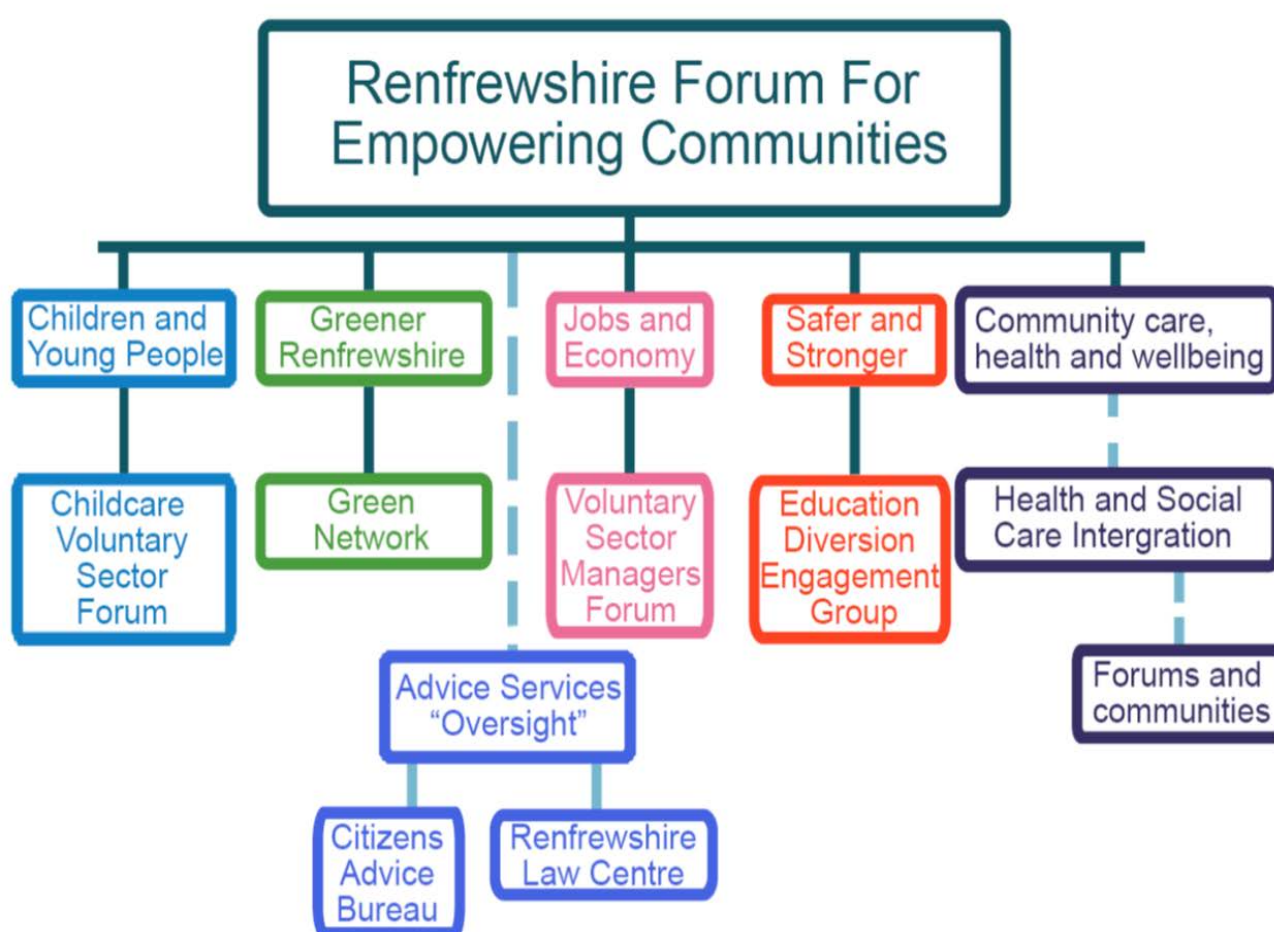 Renfrewshire Forum For
Empowering Communities
Children and
Young People
Greener
Renfrewshire
Jobs and
Economy
Safer and
Stronger
Community care,
health and wellbeing
Childcare
Voluntary
Sector
Forum
Green
Network
Voluntary
Sector
Managers
Forum
Education
Diversion
Engagement
Group
Health and Social
Care Intergration
Forums and
communities
Advice Services
“Oversight”
Citizens
Advice
Bureau
Renfrewshire
Law Centre